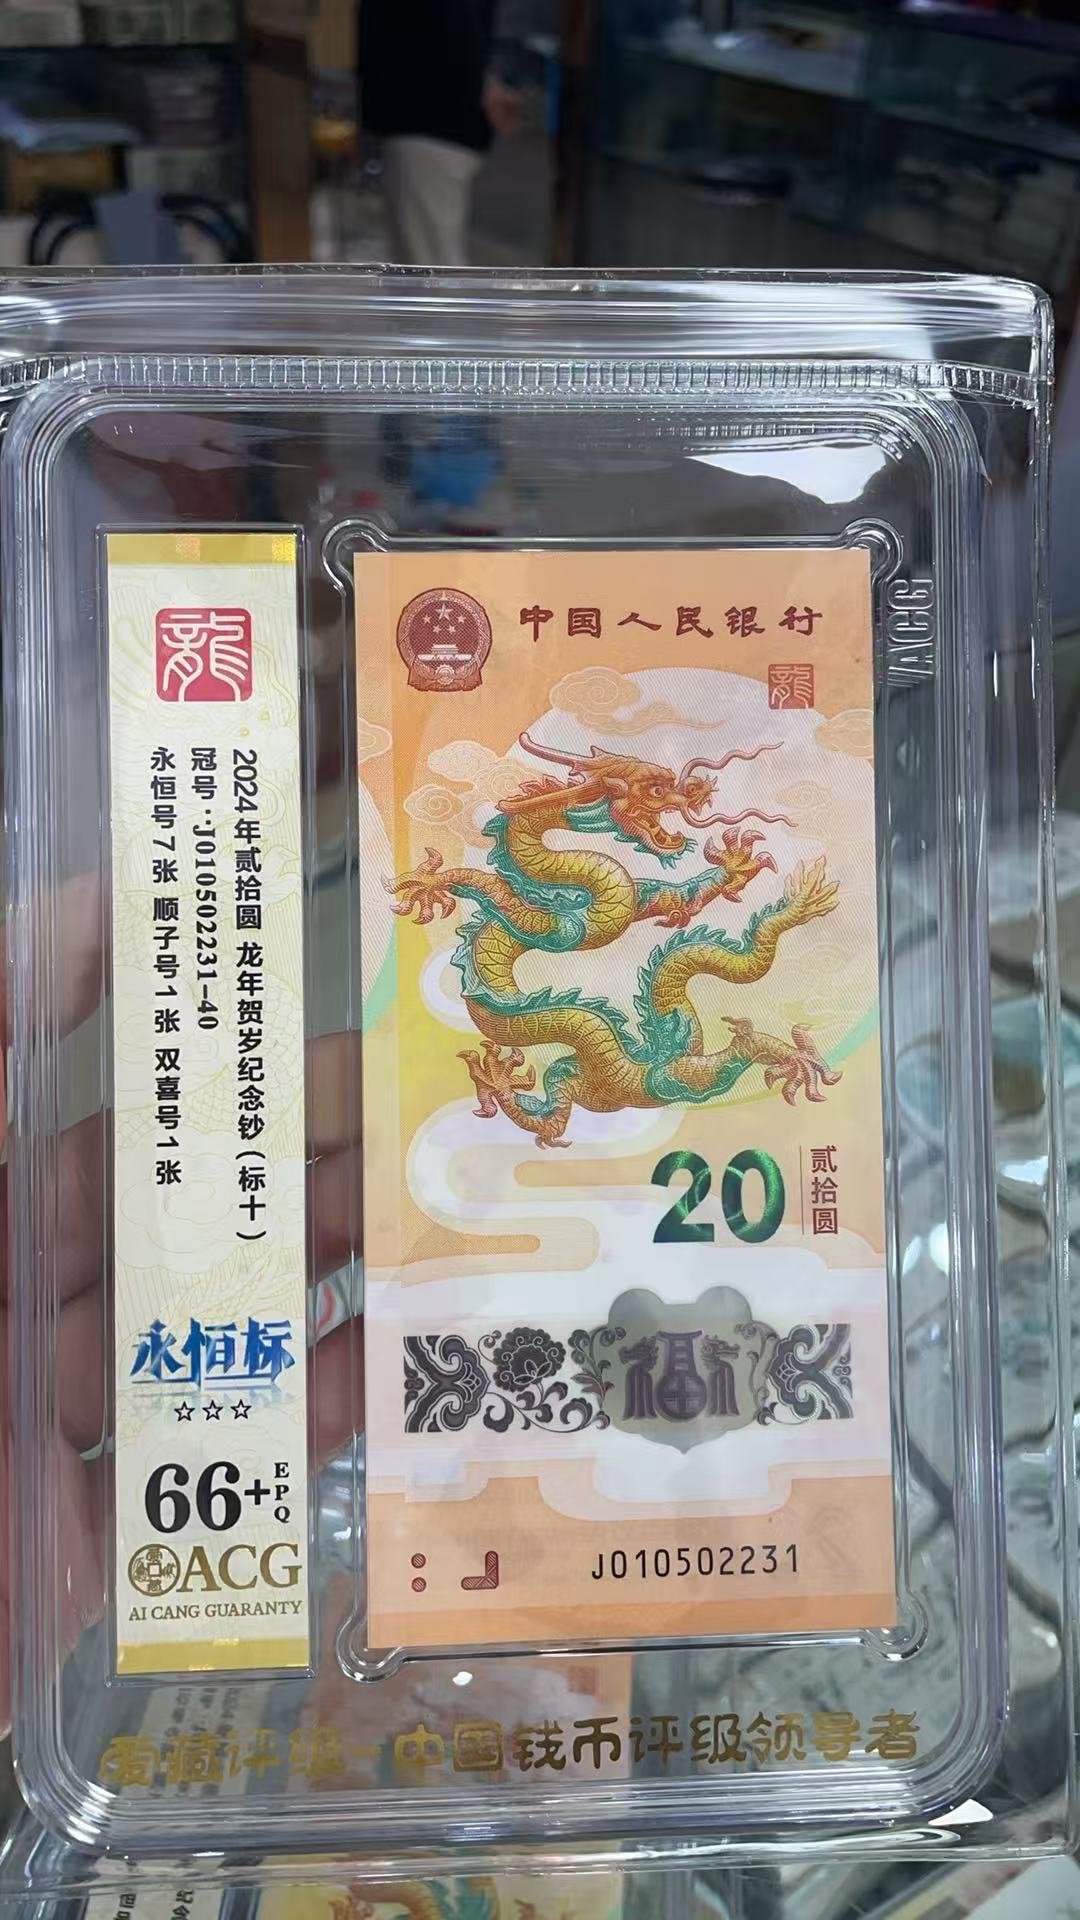 龍
2024年贰拾圆 龙年贺岁纪念钞(标十)
冠号:J010502231-40
永恒号7张 顺子号1张 双喜号1张
永恒标
☆☆☆
66+EPQ
ACG
AI CANG GUARANTY
中国人民银行
龍
20
贰拾圆
福
J010502231
ACG
爱藏评级-中国钱币评级领导者